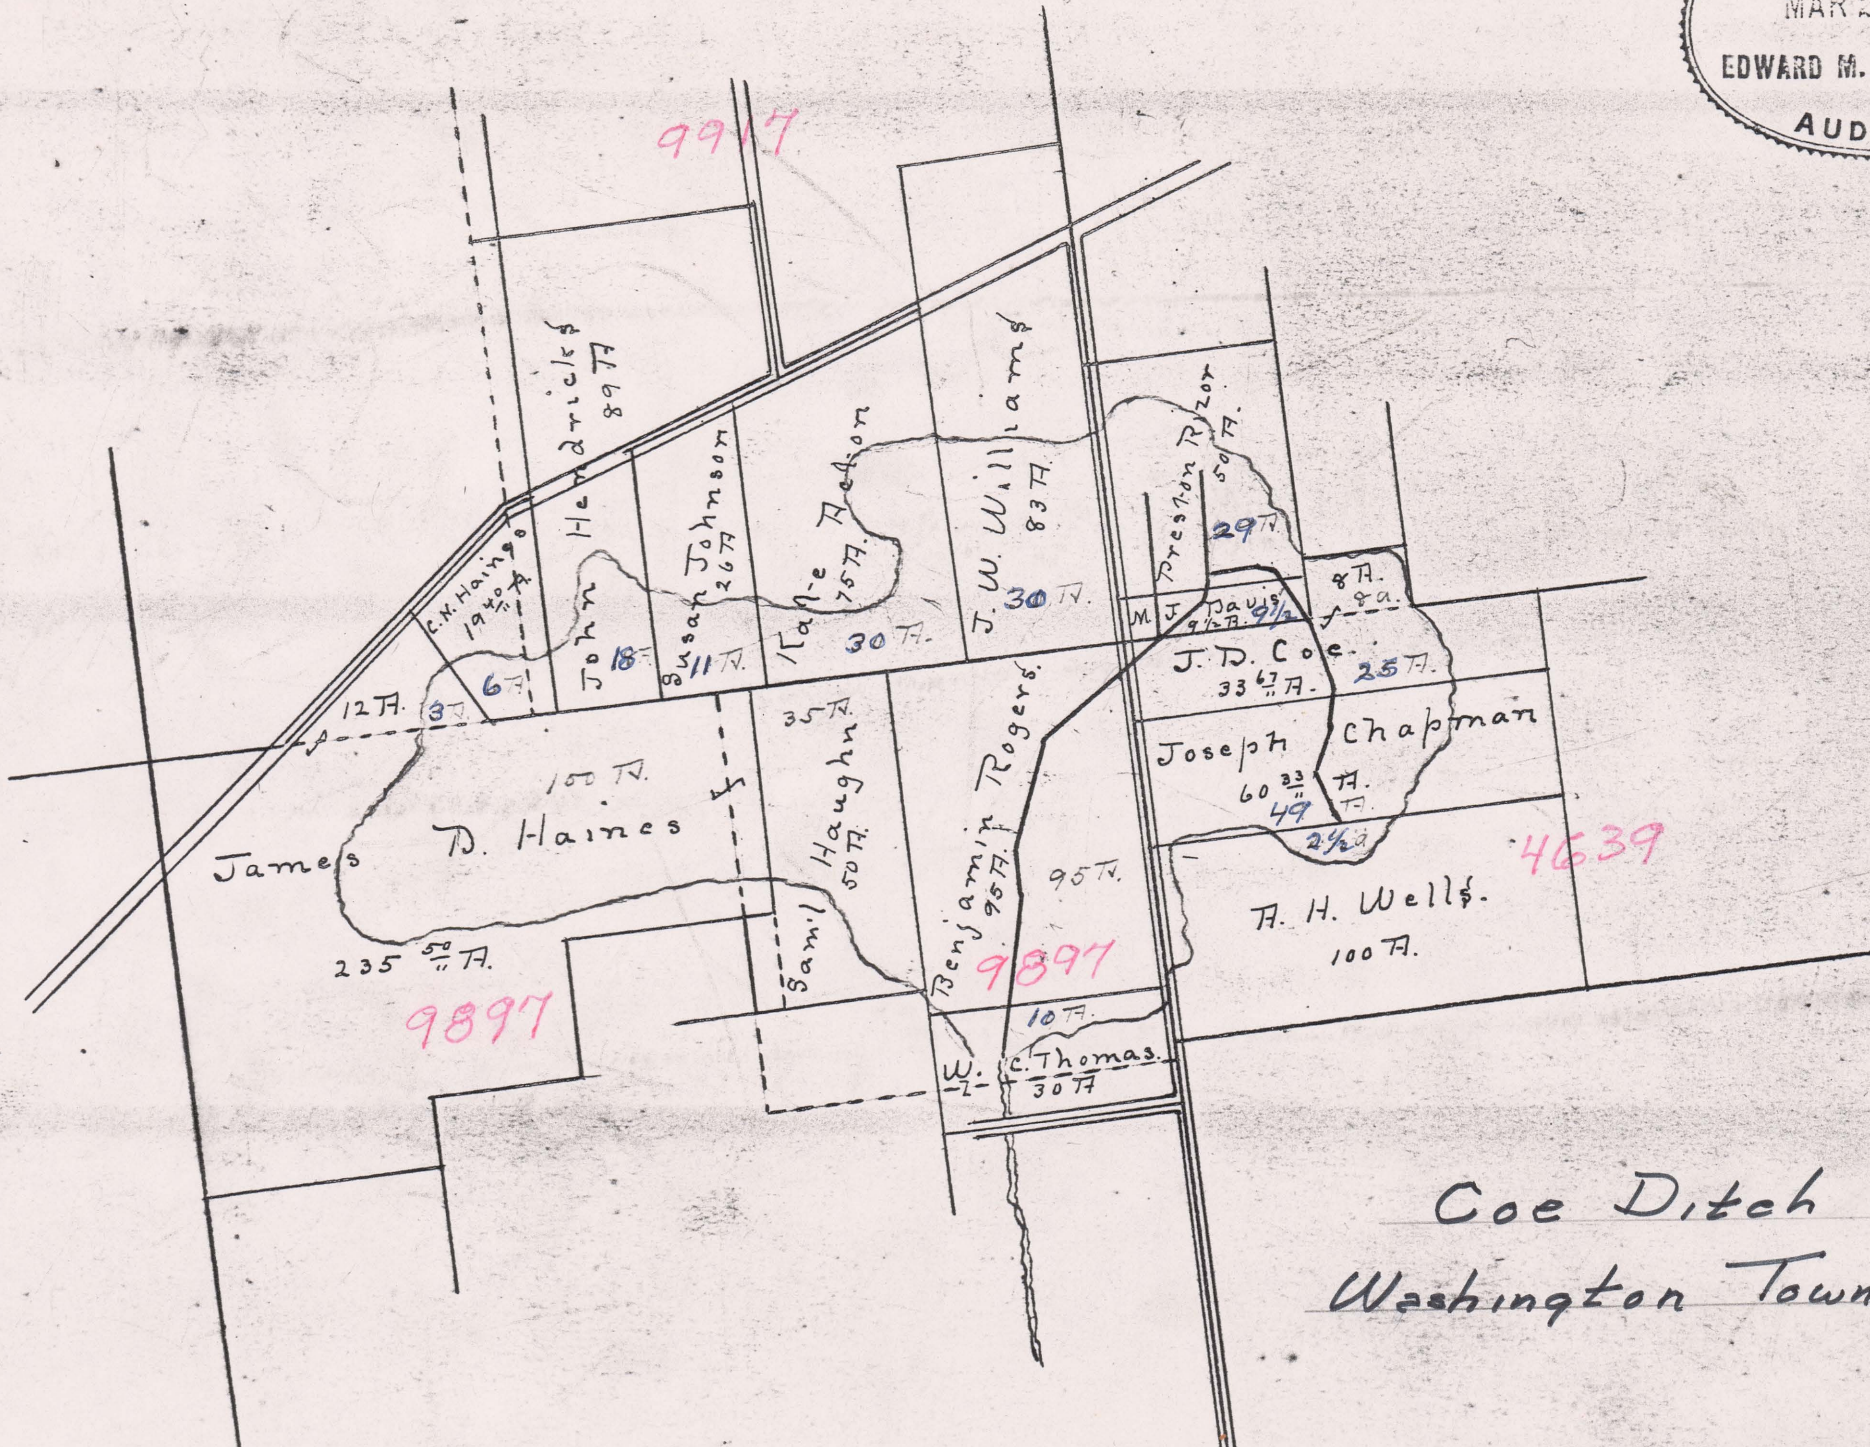 MAR 2
EDWARD M.
AUD
9917
John Hendricks
89 A
C.N. Haines
19 40/" A.
Susan Johnson
26 A
75 A.
J. W. Williams
83 A.
Preston Rizor
50 A.
29 A.
8 A.
8 a.
M. J. Davis
9 1/2 A. 9 1/2
J. D. Coe.
33 67/" A.
25 A.
30 A.
30 A.
18
11 A.
6 A
3 A
12 A.
Joseph Chapman
60 33/" A.
49 A.
2 1/2 a
4639
A. H. Wells.
100 A.
James D. Haines
100 A.
235 50/" A.
9897
35 A.
Saml Haughn
50 A.
Benjamin Rogers
95 A.
95 A.
9897
10 A.
W. C. Thomas.
30 A
Coe Ditch
Washington Town